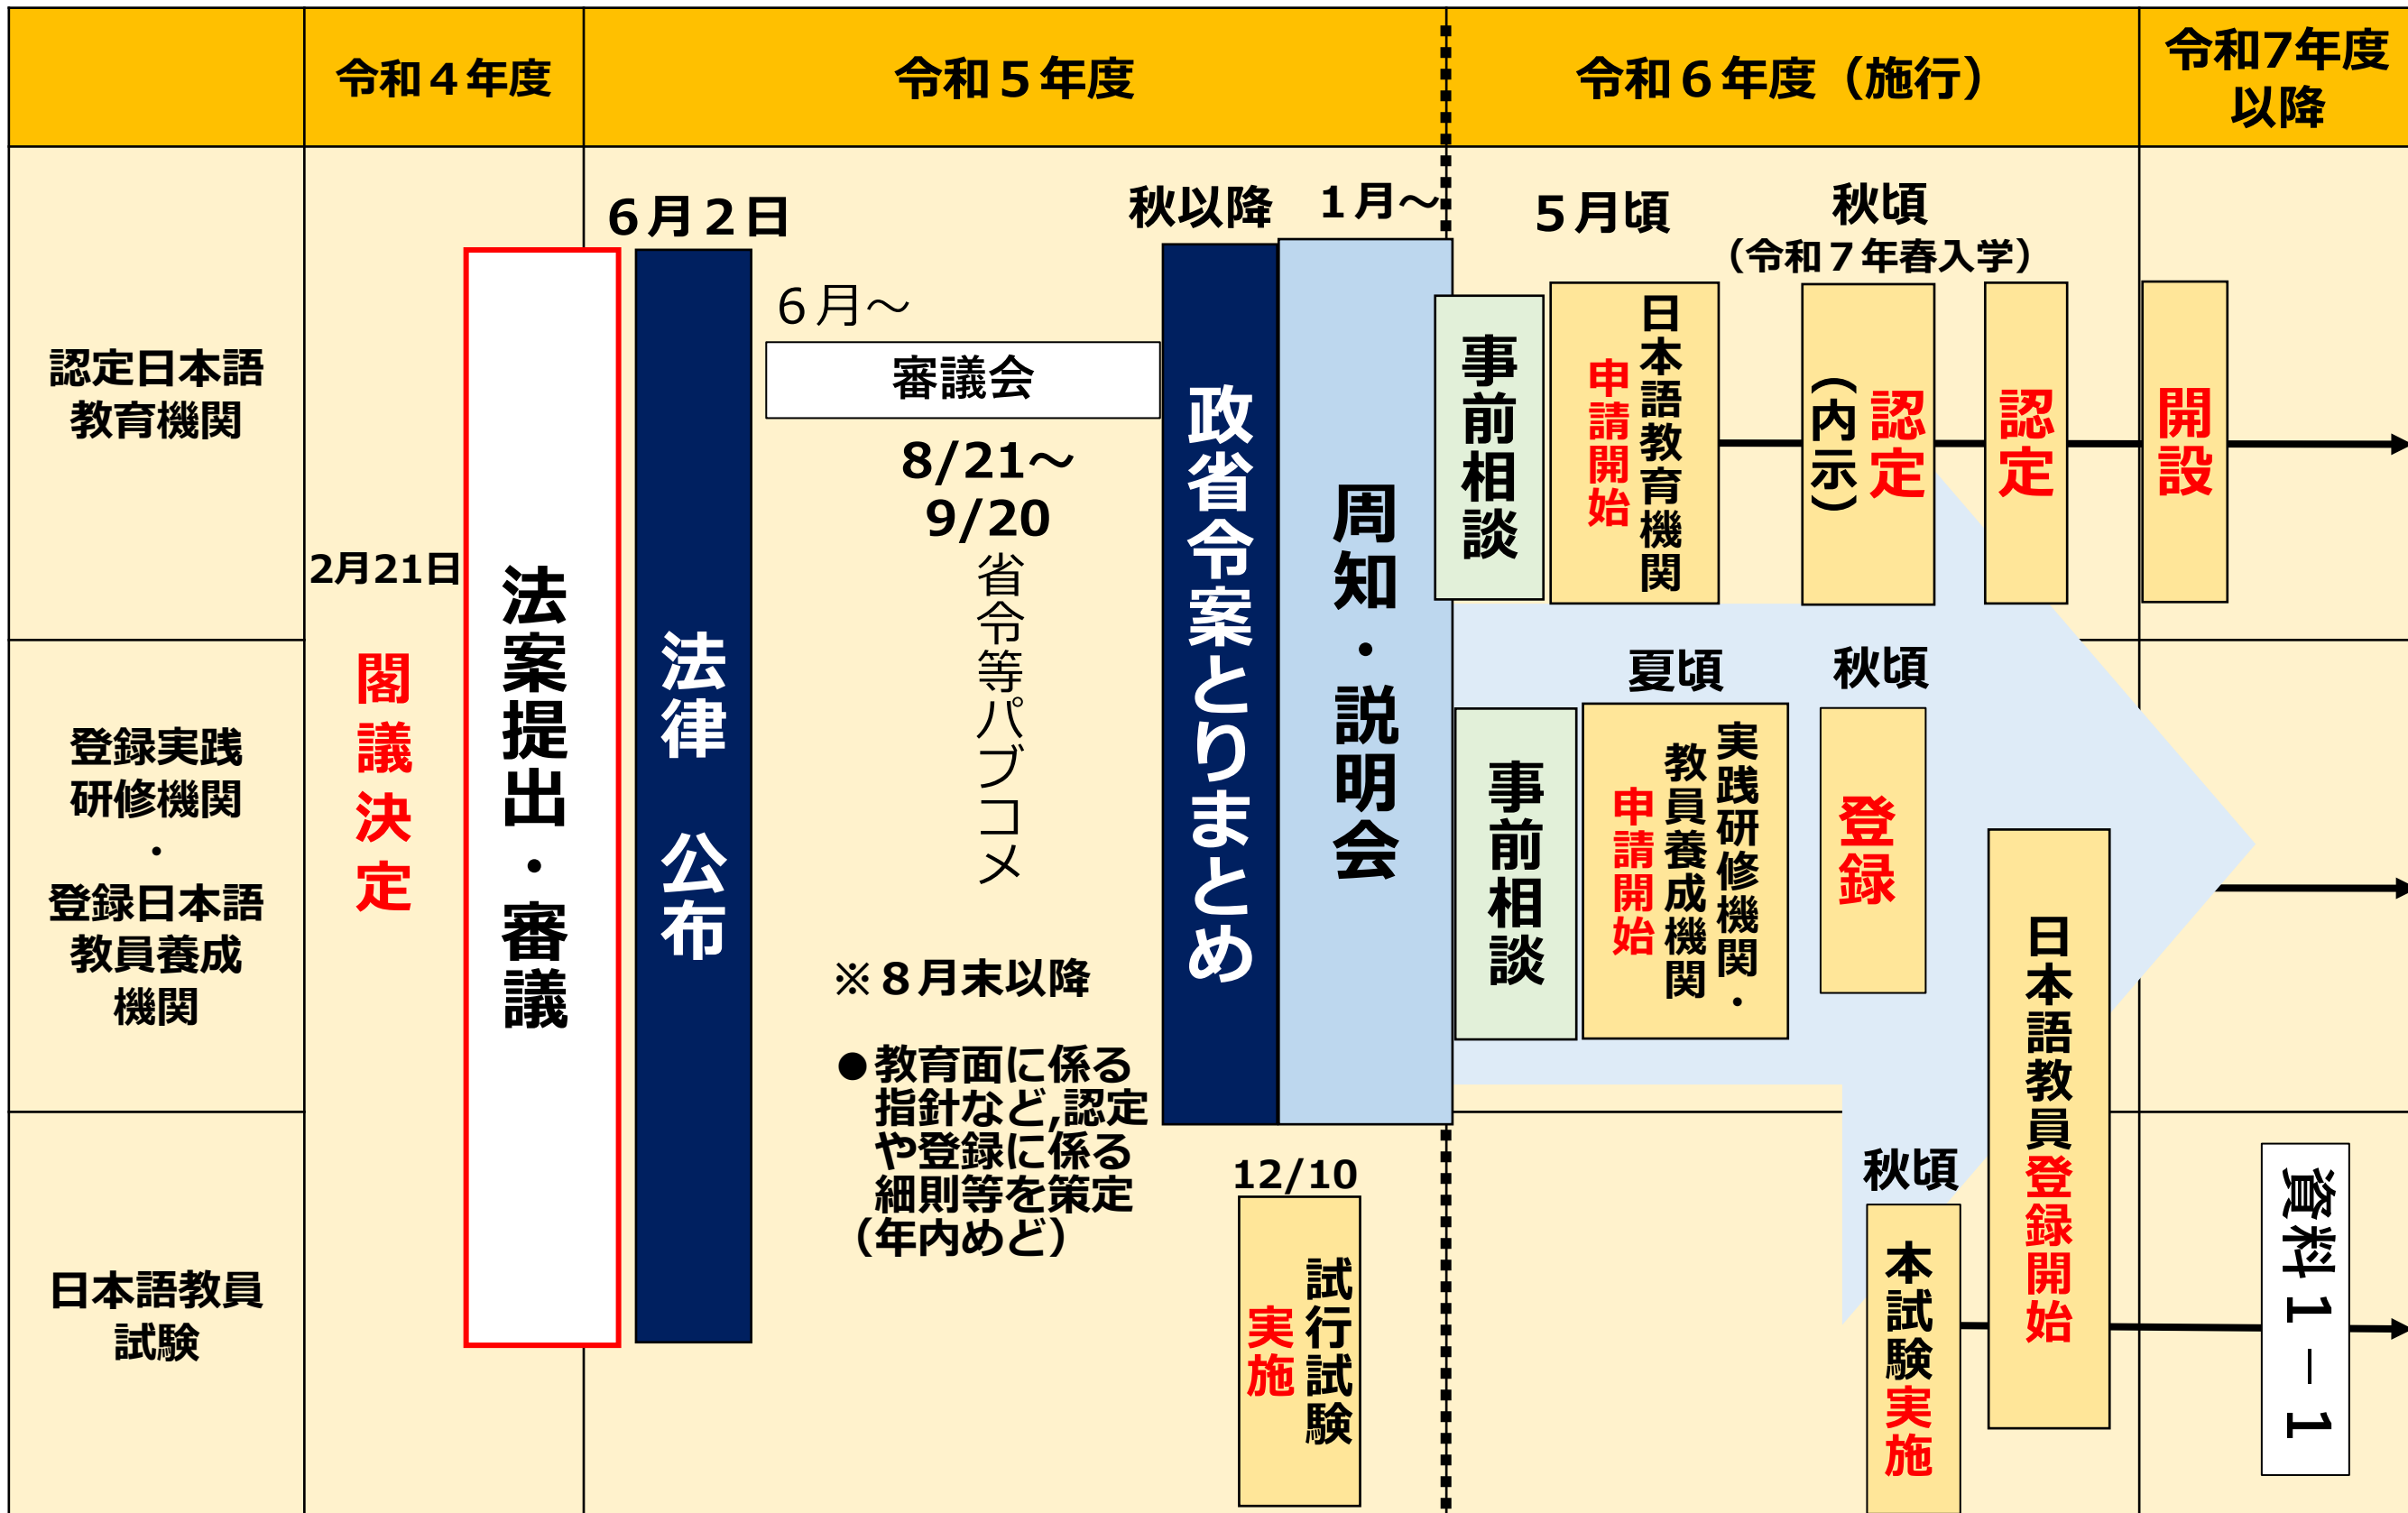 令和４年度
令和５年度
令和６年度（施行）
令和7年度
以降
認定日本語
教育機関
登録実践
研修機関
・
登録日本語
教員養成
機関
日本語教員
試験
2月21日
閣議決定
法案提出・審議
６月２日
法律　公布
６月～
審議会
8/21～
9/20
省令等パブコメ
※８月末以降
●教育面に係る
指針など,認定
や登録に係る
細則等を策定
（年内めど）
秋以降
政省令案とりまとめ
１月～
周知・説明会
12/10
試行試験
実施
事前相談
５月頃
日本語教育機関
申請開始
秋頃
（令和７年春入学）
認定
（内示）
認定
開設
事前相談
夏頃
実践研修機関・
教員養成機関
申請開始
秋頃
登録
日本語教員登録開始
秋頃
本試験実施
資料１－１